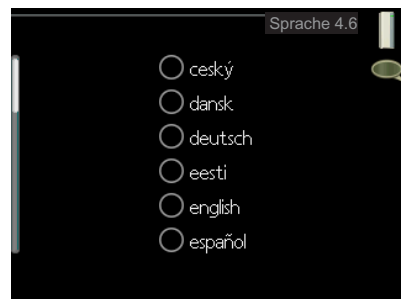 Sprache 4.6
ceský
dansk
deutsch
eesti
english
español